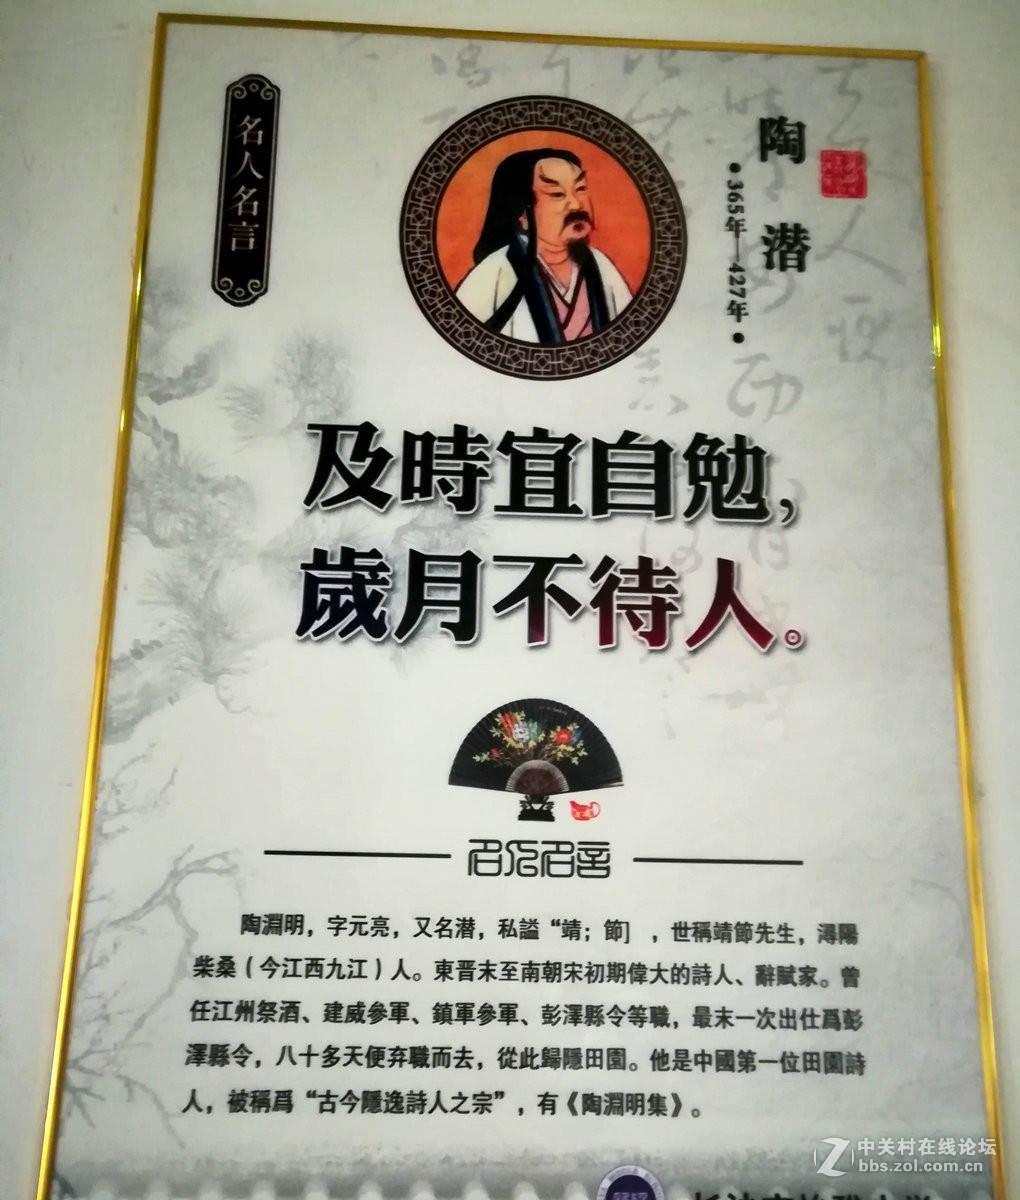 名人名言
陶潜
•365年—427年•
及時宜自勉，
歲月不待人。
名人名言
陶淵明，字元亮，又名潜，私謚“靖；節］，世稱靖節先生，潯陽
柴桑（今江西九江）人。東晋末至南朝宋初期偉大的詩人、辭賦家。曾
任江州祭酒、建威參軍、鎮軍參軍、彭澤縣令等職，最末一次出仕爲彭
澤縣令，八十多天便弃職而去，從此歸隱田園。他是中國第一位田園詩
人，被稱爲“古今隱逸詩人之宗”，有《陶淵明集》。
中关村在线论坛
bbs.zol.com.cn